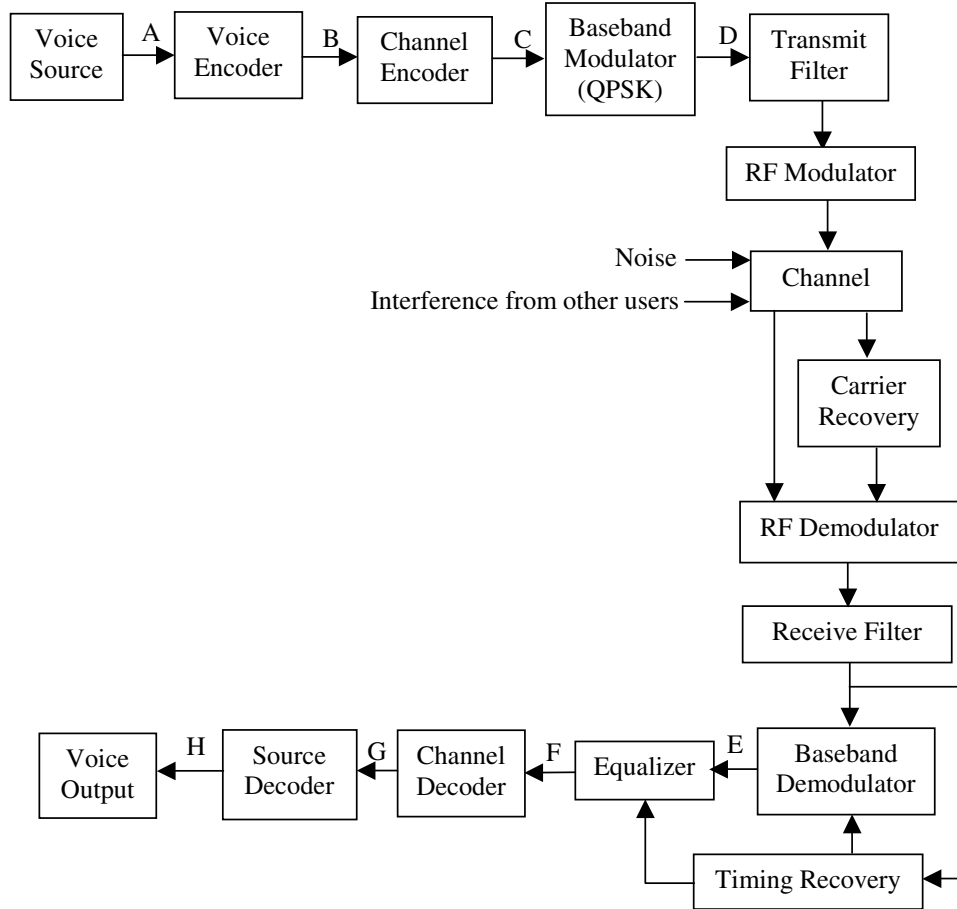 Voice
Source
A
Voice
Encoder
B
Channel
Encoder
C
Baseband
Modulator
(QPSK)
D
Transmit
Filter
RF Modulator
Noise
Channel
Interference from other users
Carrier
Recovery
RF Demodulator
Receive Filter
Voice
Output
H
Source
Decoder
G
Channel
Decoder
F
Equalizer
E
Baseband
Demodulator
Timing Recovery